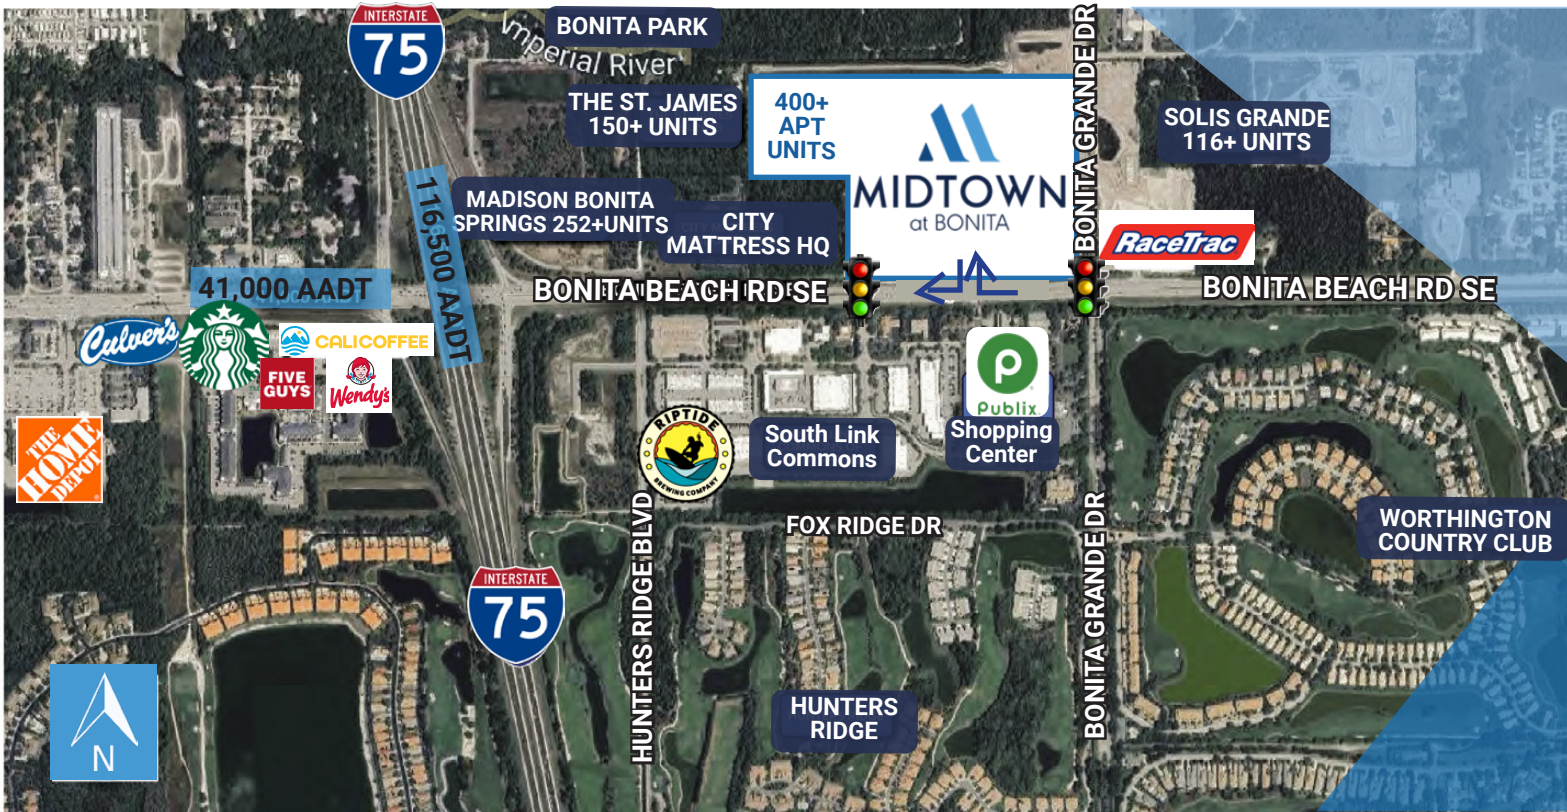 INTERSTATE
75
BONITA PARK
Imperial River
THE ST. JAMES
150+ UNITS
400+
APT
UNITS
MIDTOWN
at BONITA
BONITA GRANDE DR
SOLIS GRANDE
116+ UNITS
116,500 AADT
MADISON BONITA
SPRINGS 252+UNITS
CITY
MATTRESS HQ
RaceTrac
41,000 AADT
BONITA BEACH RD SE
BONITA BEACH RD SE
Culver's
CALICOFFEE
FIVE
GUYS
Wendy's
THE
HOME
DEPOT
RIPTIDE
BREWING COMPANY
South Link
Commons
Publix
Shopping
Center
HUNTERS RIDGE BLVD
FOX RIDGE DR
BONITA GRANDE DR
WORTHINGTON
COUNTRY CLUB
INTERSTATE
75
HUNTERS
RIDGE
N